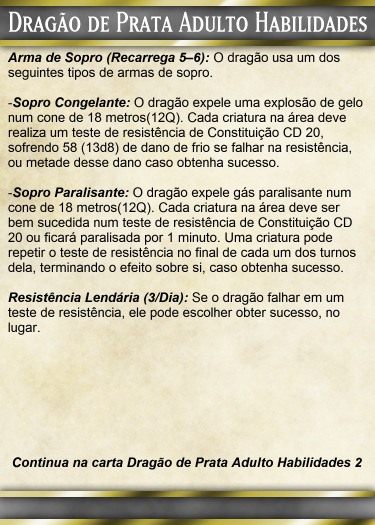 Dragão de Prata Adulto Habilidades
Arma de Sopro (Recarrega 5–6): O dragão usa um dos
seguintes tipos de armas de sopro.
-Sopro Congelante: O dragão expele uma explosão de gelo
num cone de 18 metros(12Q). Cada criatura na área deve
realiza um teste de resistência de Constituição CD 20,
sofrendo 58 (13d8) de dano de frio se falhar na resistência,
ou metade desse dano caso obtenha sucesso.
-Sopro Paralisante: O dragão expele gás paralisante num
cone de 18 metros(12Q). Cada criatura na área deve ser
bem sucedida num teste de resistência de Constituição CD
20 ou ficará paralisada por 1 minuto. Uma criatura pode
repetir o teste de resistência no final de cada um dos turnos
dela, terminando o efeito sobre si, caso obtenha sucesso.
Resistência Lendária (3/Dia): Se o dragão falhar em um
teste de resistência, ele pode escolher obter sucesso, no
lugar.
Continua na carta Dragão de Prata Adulto Habilidades 2